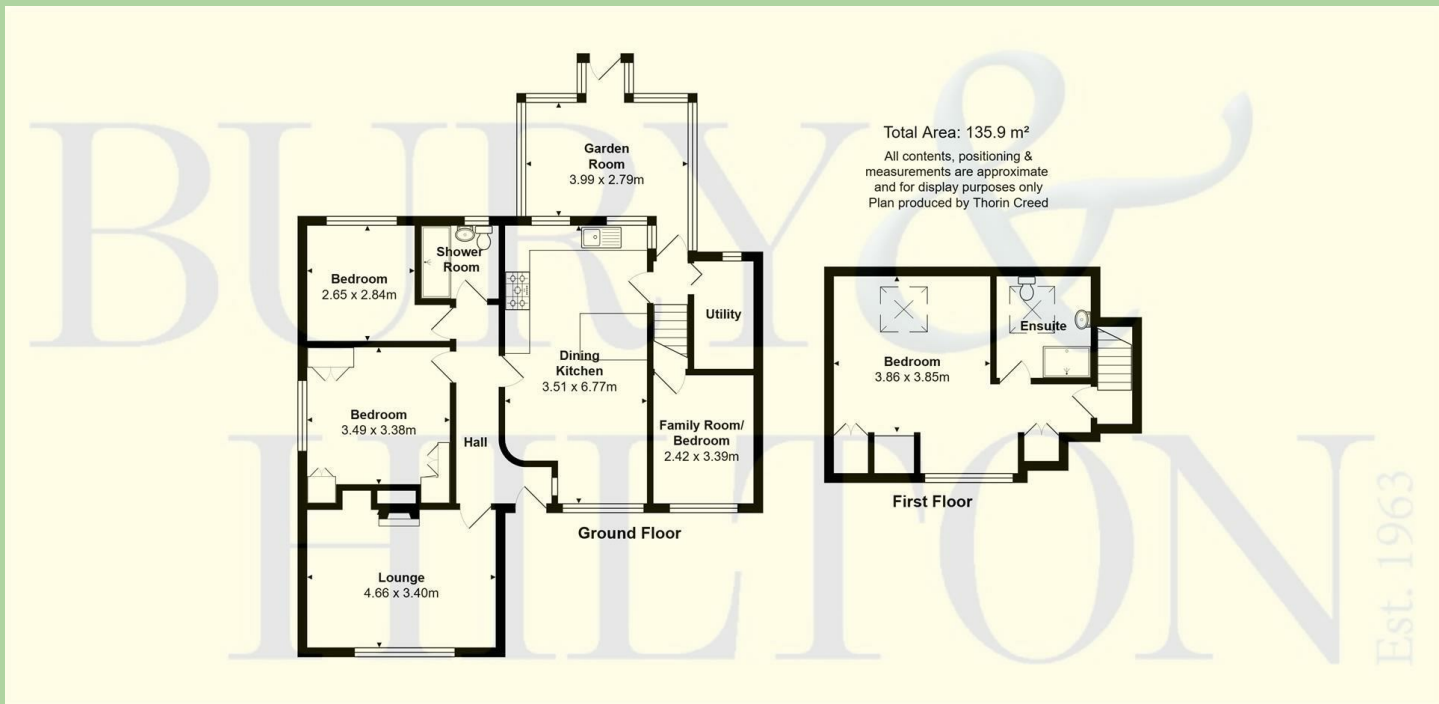 BURY &
HILTON
Est. 1963
Total Area: 135.9 m²
All contents, positioning &
measurements are approximate
and for display purposes only
Plan produced by Thorin Creed
Garden
Room
3.99 x 2.79m
Bedroom
2.65 x 2.84m
Shower
Room
Utility
Dining
Kitchen
3.51 x 6.77m
Bedroom
3.49 x 3.38m
Hall
Family Room/
Bedroom
2.42 x 3.39m
Lounge
4.66 x 3.40m
Ground Floor
Bedroom
3.86 x 3.85m
Ensuite
First Floor